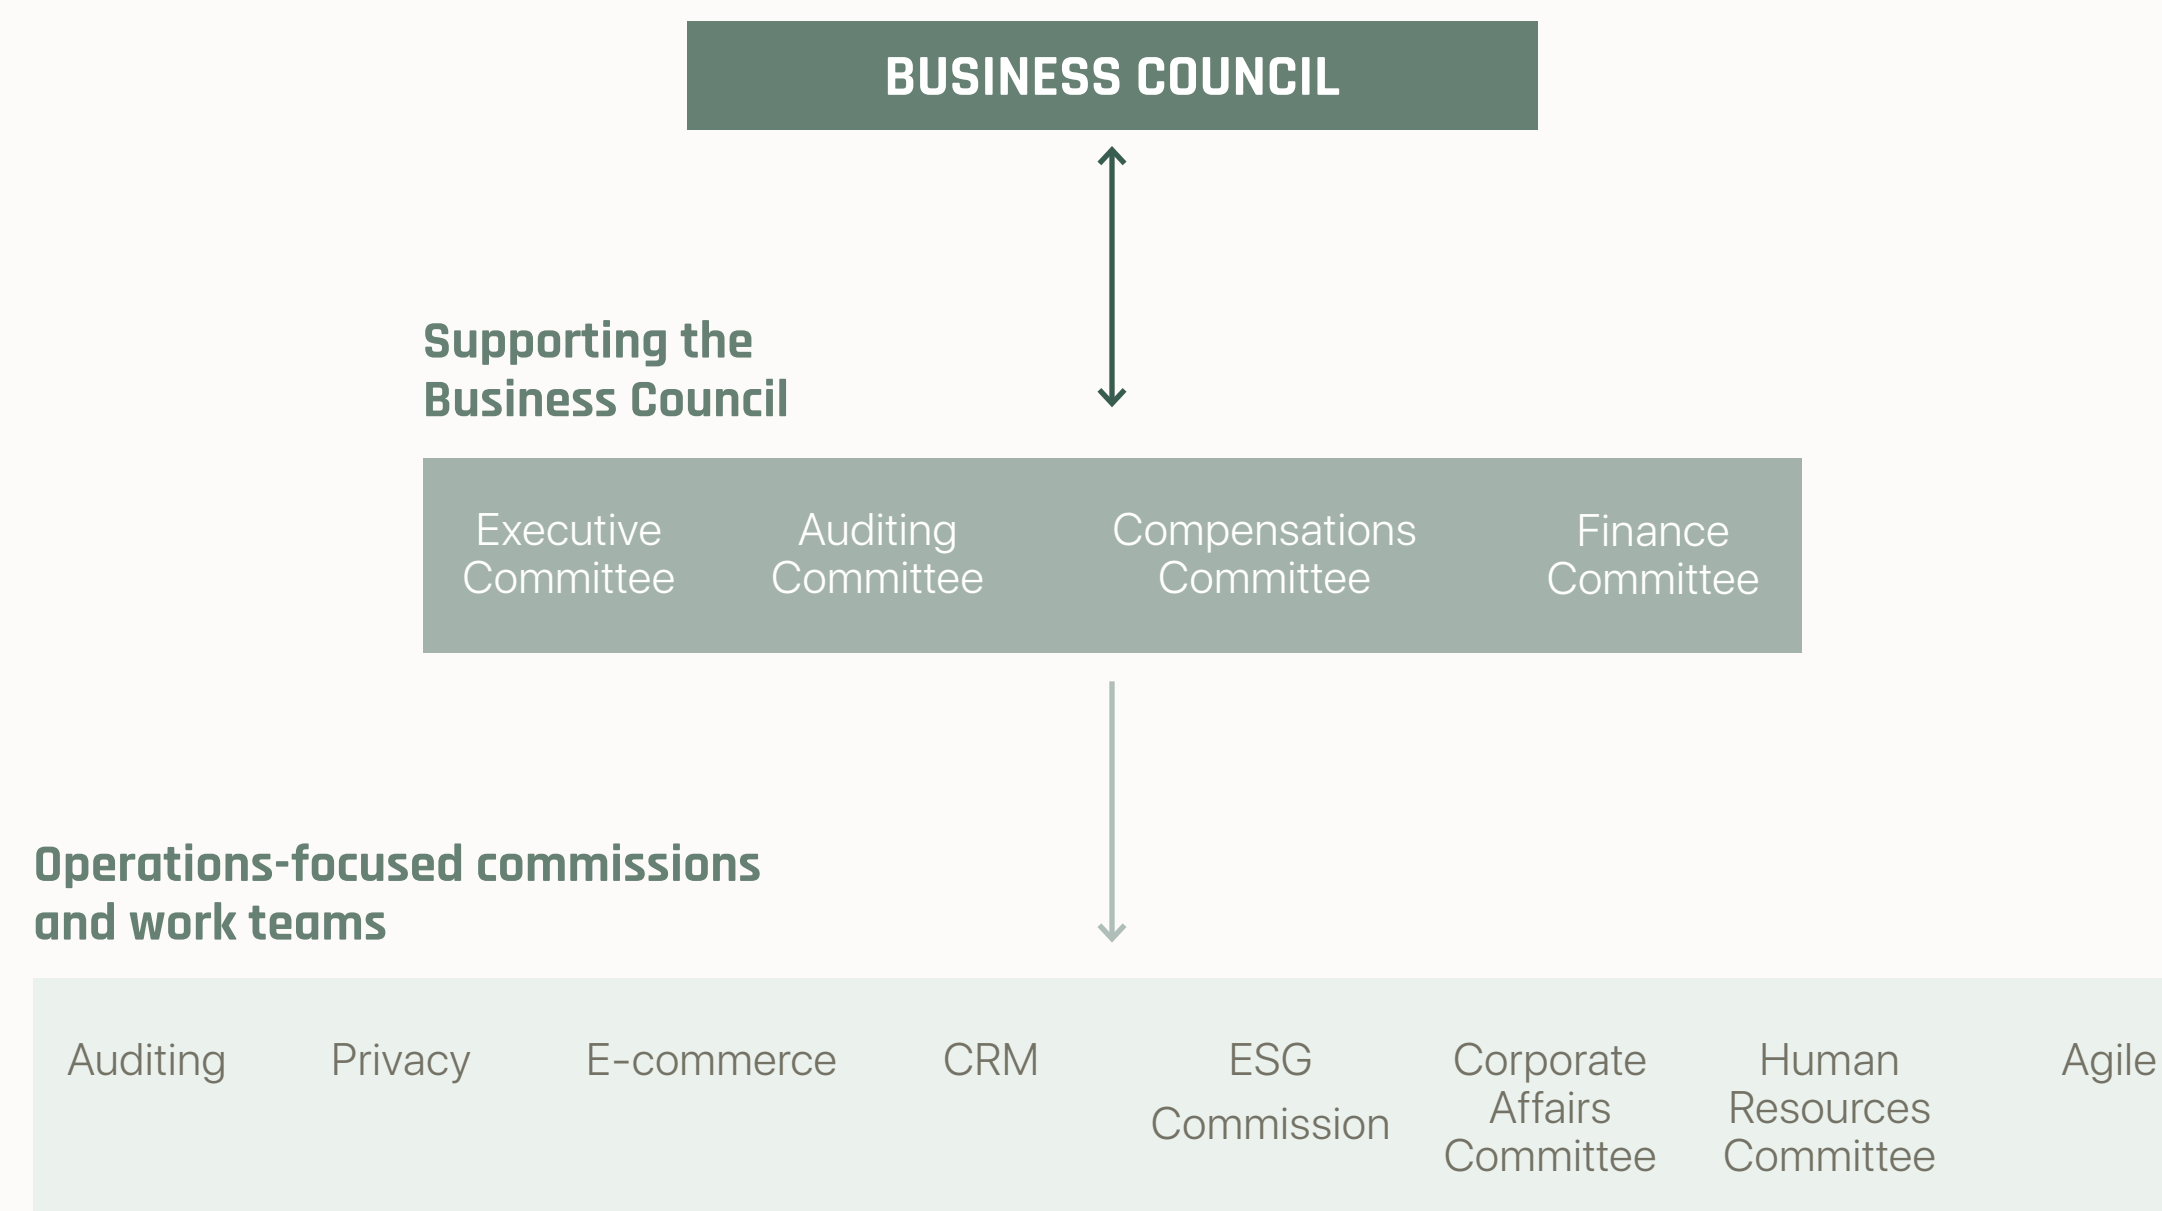 BUSINESS COUNCIL
Supporting the
Business Council
Executive
Committee
Auditing
Committee
Compensations
Committee
Finance
Committee
Operations-focused commissions
and work teams
Auditing
Privacy
E-commerce
CRM
ESG
Commission
Corporate
Affairs
Committee
Human
Resources
Committee
Agile